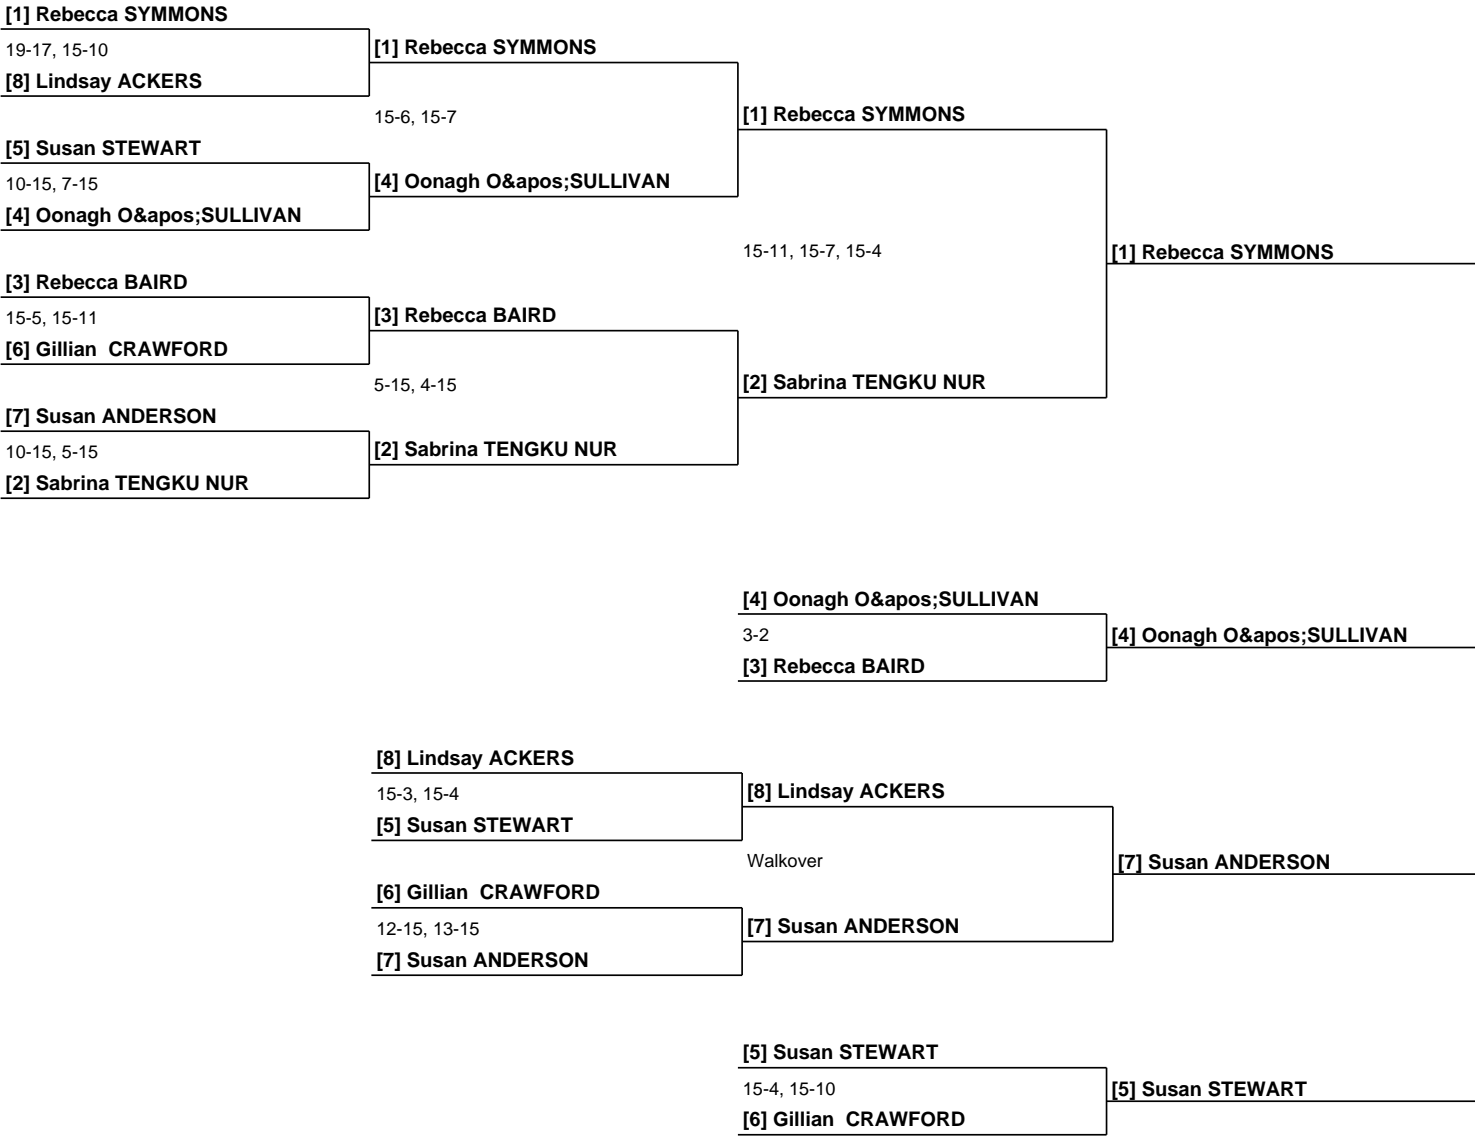 [1] Rebecca SYMMONS
19-17, 15-10
[8] Lindsay ACKERS
[5] Susan STEWART
10-15, 7-15
[4] Oonagh O&apos;SULLIVAN
[3] Rebecca BAIRD
15-5, 15-11
[6] Gillian  CRAWFORD
[7] Susan ANDERSON
10-15, 5-15
[2] Sabrina TENGKU NUR
[1] Rebecca SYMMONS
15-6, 15-7
[4] Oonagh O&apos;SULLIVAN
[3] Rebecca BAIRD
5-15, 4-15
[2] Sabrina TENGKU NUR
[1] Rebecca SYMMONS
15-11, 15-7, 15-4
[2] Sabrina TENGKU NUR
[1] Rebecca SYMMONS
[4] Oonagh O&apos;SULLIVAN
3-2
[3] Rebecca BAIRD
[4] Oonagh O&apos;SULLIVAN
[8] Lindsay ACKERS
15-3, 15-4
[5] Susan STEWART
[6] Gillian  CRAWFORD
12-15, 13-15
[7] Susan ANDERSON
[8] Lindsay ACKERS
Walkover
[7] Susan ANDERSON
[7] Susan ANDERSON
[5] Susan STEWART
15-4, 15-10
[6] Gillian  CRAWFORD
[5] Susan STEWART